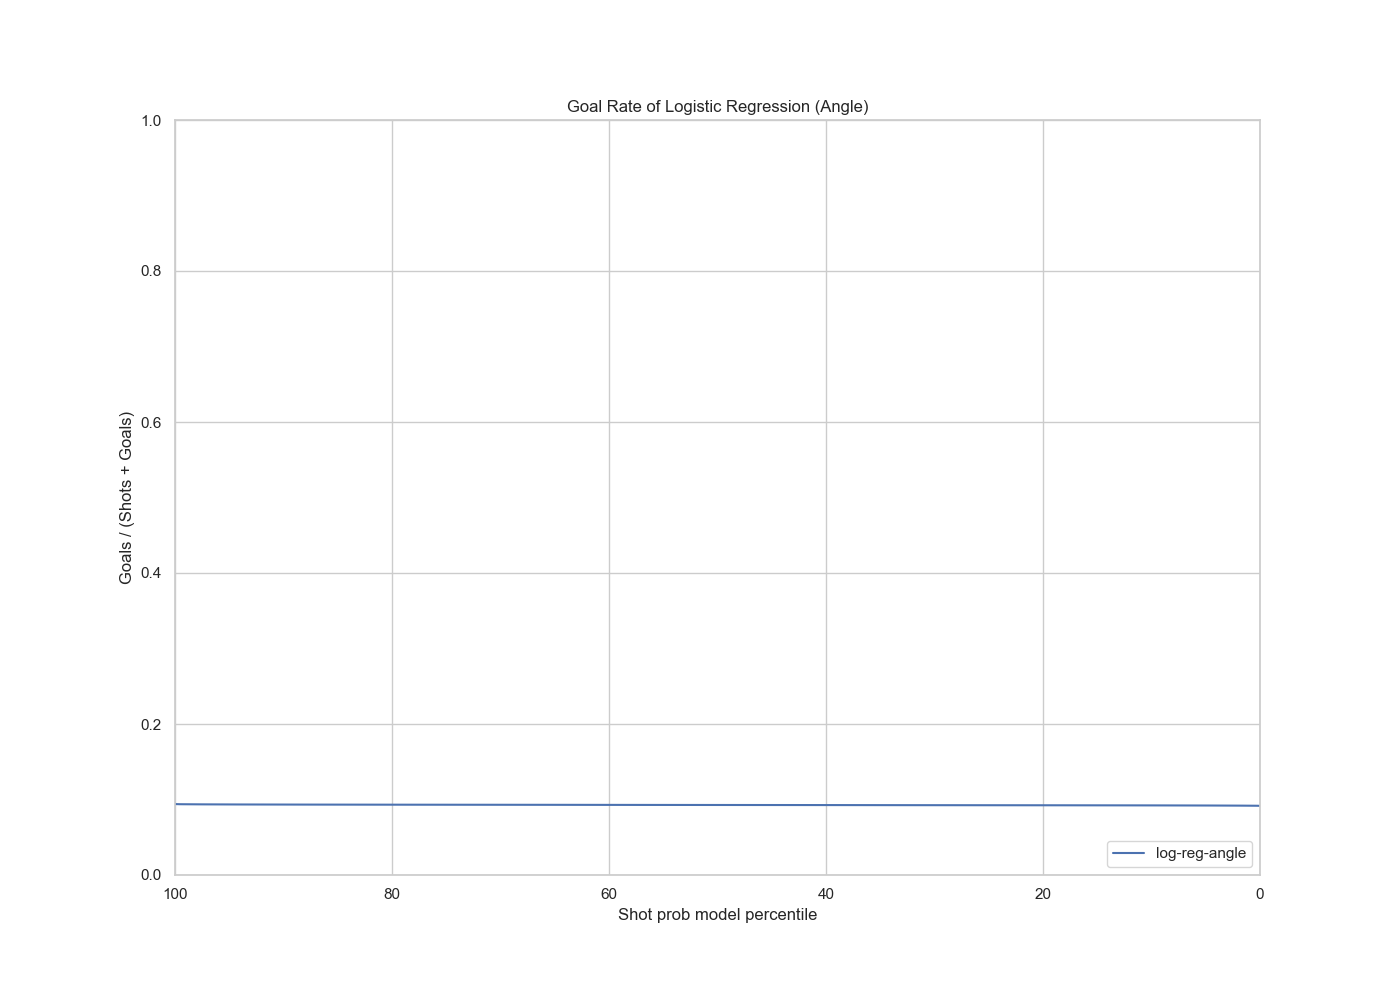 Goal Rate of Logistic Regression (Angle)
1.0
0.8
0.6
0.4
0.2
0.0
Goals / (Shots + Goals)
log-reg-angle
100 80 60 40 20 0
Shot prob model percentile